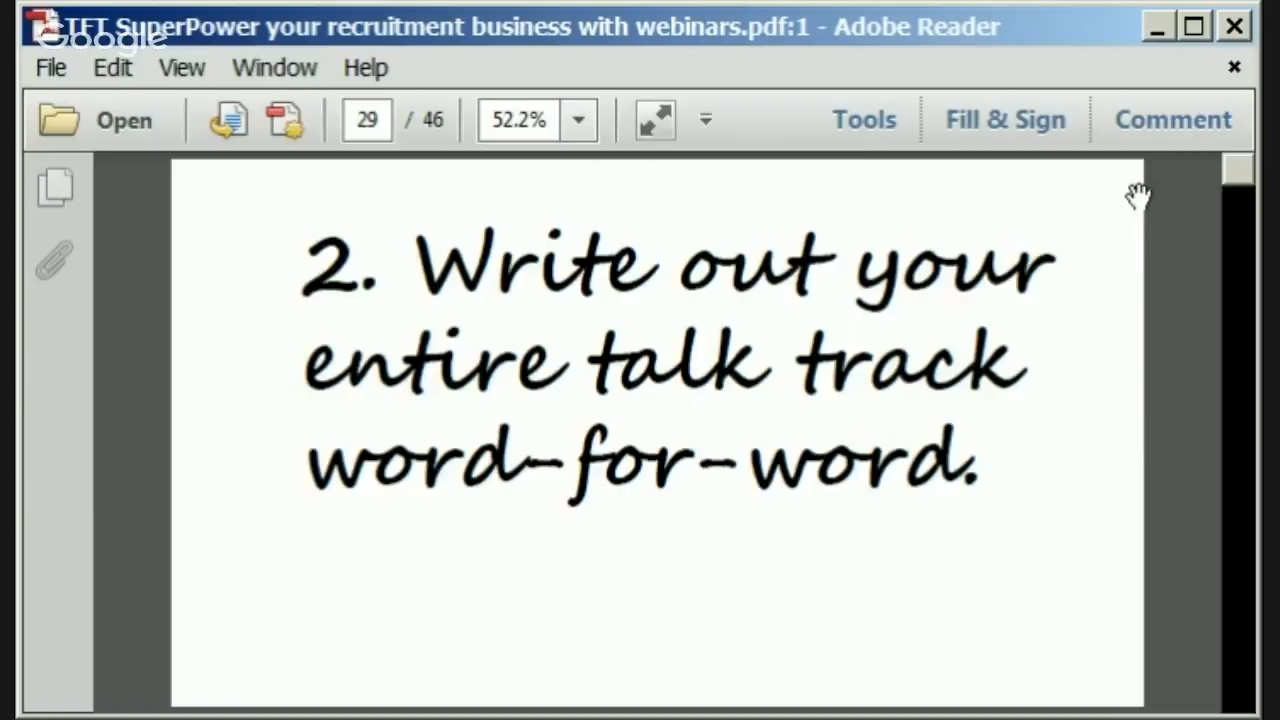 TFT SuperPower your recruitment business with webinars.pdf:1 - Adobe Reader
Google
File Edit View Window Help
Open 29 / 46 52.2% Tools Fill & Sign Comment
2. Write out your
entire talk track
word-for-word.